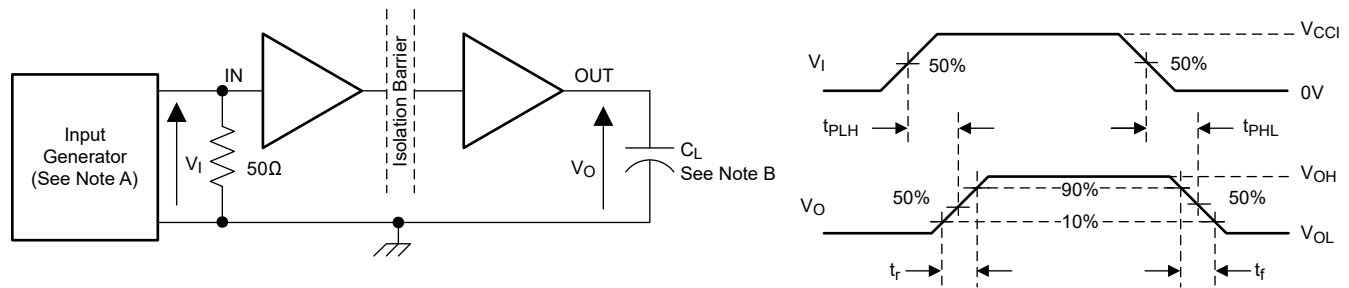 Input
Generator
(See Note A)
IN
V_I
50Ω
Isolation Barrier
OUT
V_O
C_L
See Note B
V_I
50%
50%
V_CCI
0V
t_PLH
t_PHL
V_O
50%
90%
10%
50%
V_OH
V_OL
t_r
t_f